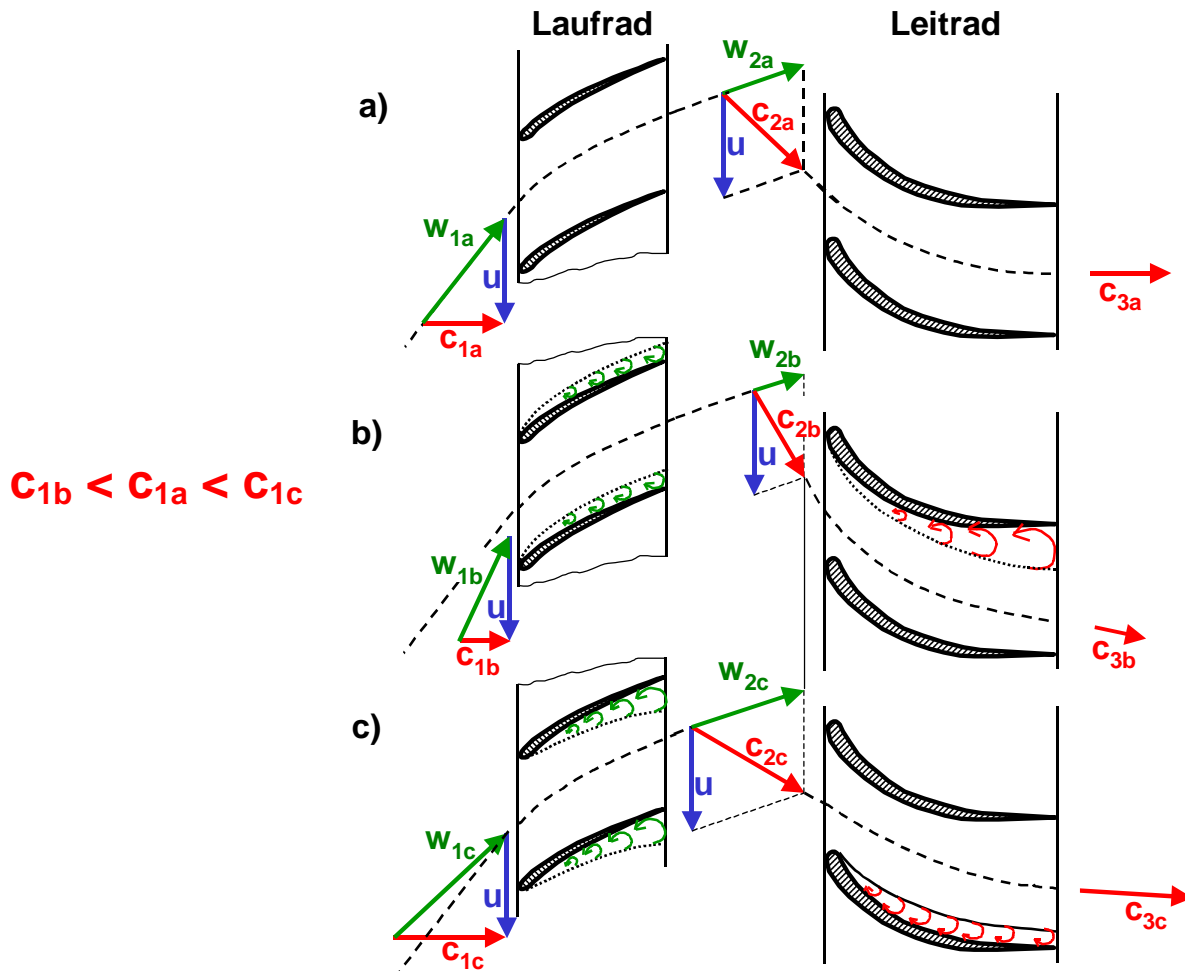 Laufrad
Leitrad
a)
w2a
c2a
u
w1a
u
c1a
c3a
b)
w2b
c2b
u
c1b < c1a < c1c
w1b
u
c1b
c3b
c)
w2c
c2c
u
w1c
u
c1c
c3c